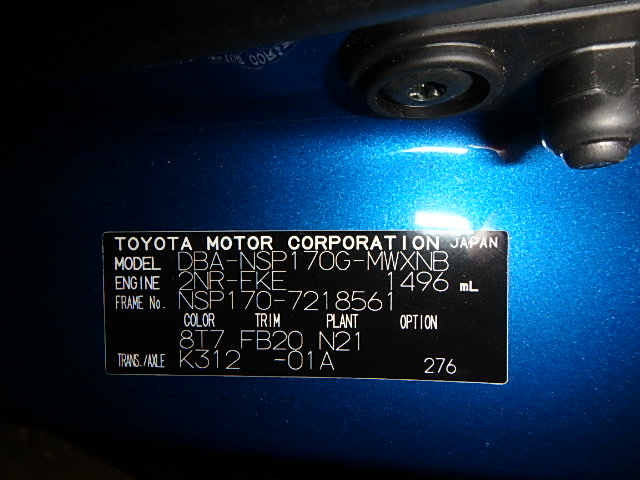 TOYOTA MOTOR CORPORATION JAPAN
MODEL DBA-NSP170G-MWXNB
ENGINE 2NR-FKE 1496 mL
FRAME No. NSP170-7218561
COLOR TRIM PLANT OPTION
8T7 FB20 N21
TRANS./AXLE K312 -01A 276